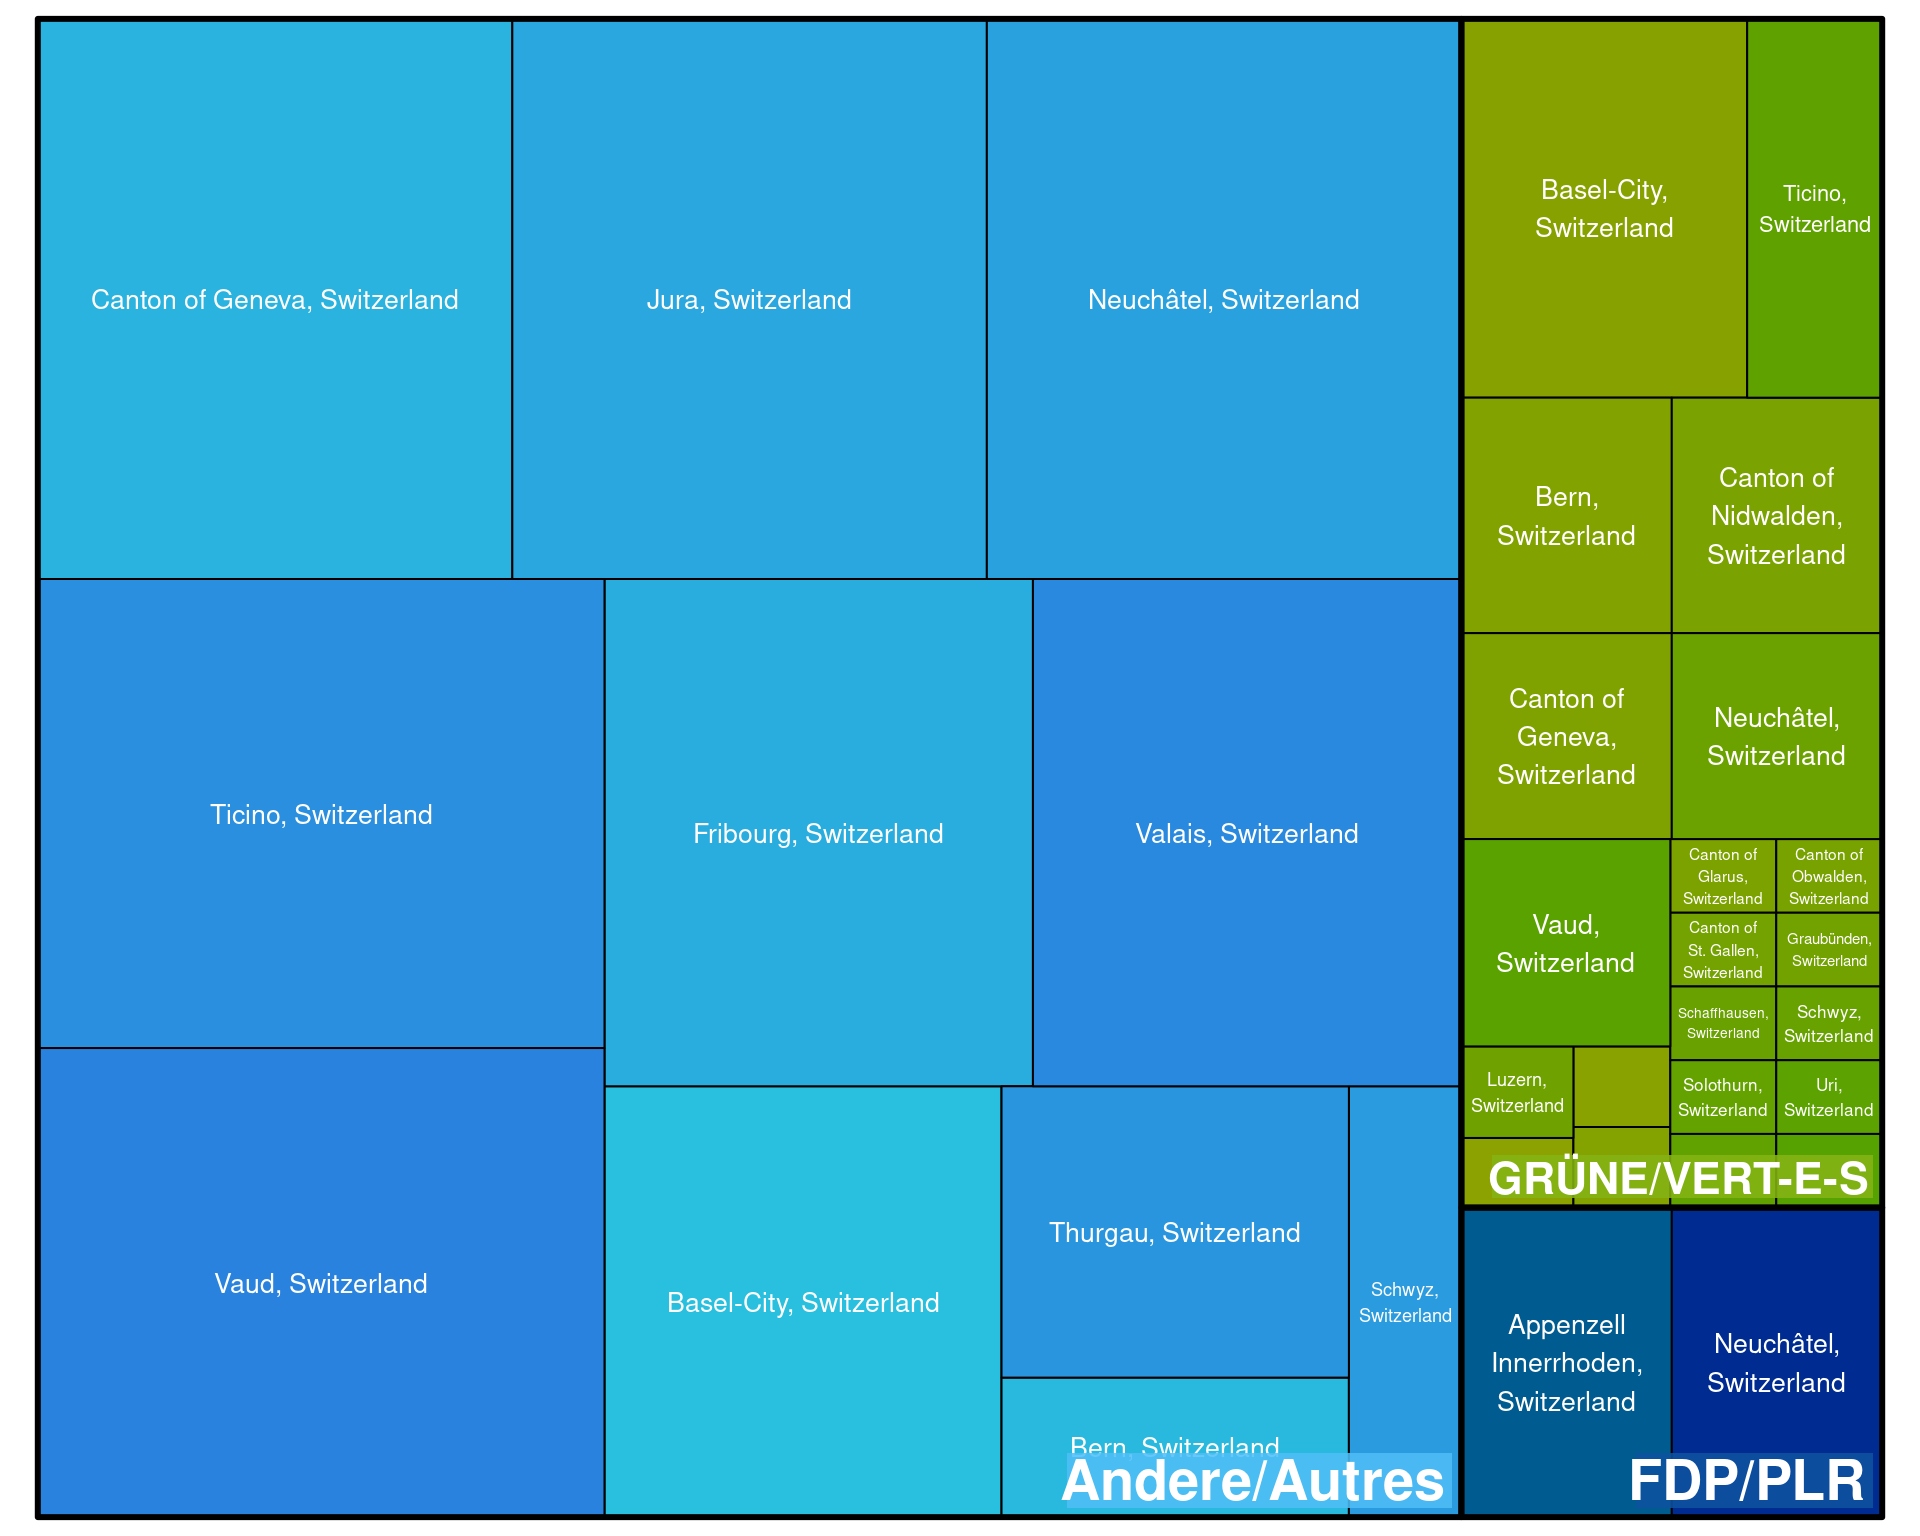 Canton of Geneva, Switzerland
Jura, Switzerland
Neuchâtel, Switzerland
Ticino, Switzerland
Fribourg, Switzerland
Valais, Switzerland
Vaud, Switzerland
Basel-City, Switzerland
Thurgau, Switzerland
Schwyz,
Switzerland
Bern, Switzerland
Andere/Autres
Basel-City,
Switzerland
Ticino,
Switzerland
Bern,
Switzerland
Canton of
Nidwalden,
Switzerland
Canton of
Geneva,
Switzerland
Neuchâtel,
Switzerland
Vaud,
Switzerland
Canton of
Glarus,
Switzerland
Canton of
Obwalden,
Switzerland
Canton of
St. Gallen,
Switzerland
Graubünden,
Switzerland
Schaffhausen,
Switzerland
Schwyz,
Switzerland
Luzern,
Switzerland
Solothurn,
Switzerland
Uri,
Switzerland
GRÜNE/VERT-E-S
Appenzell
Innerrhoden,
Switzerland
Neuchâtel,
Switzerland
FDP/PLR